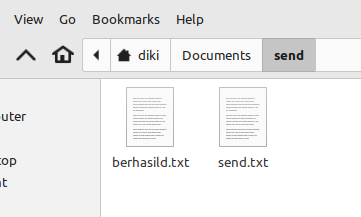 View Go Bookmarks Help
diki Documents send
uter
top
nt
berhasild.txt send.txt